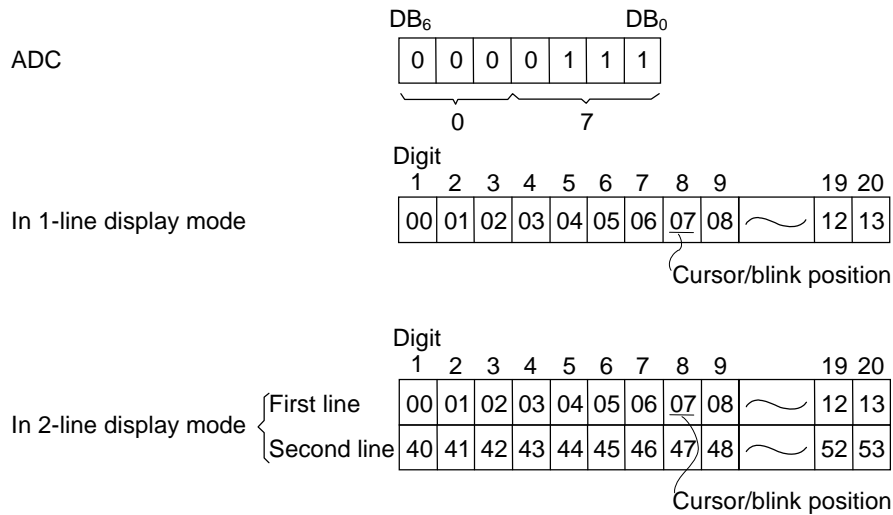 DB6 DB0
ADC 0 0 0 0 1 1 1
0 7
Digit
1 2 3 4 5 6 7 8 9 19 20
In 1-line display mode 00 01 02 03 04 05 06 07 08 12 13
Cursor/blink position
Digit
1 2 3 4 5 6 7 8 9 19 20
In 2-line display mode First line 00 01 02 03 04 05 06 07 08 12 13
Second line 40 41 42 43 44 45 46 47 48 52 53
Cursor/blink position